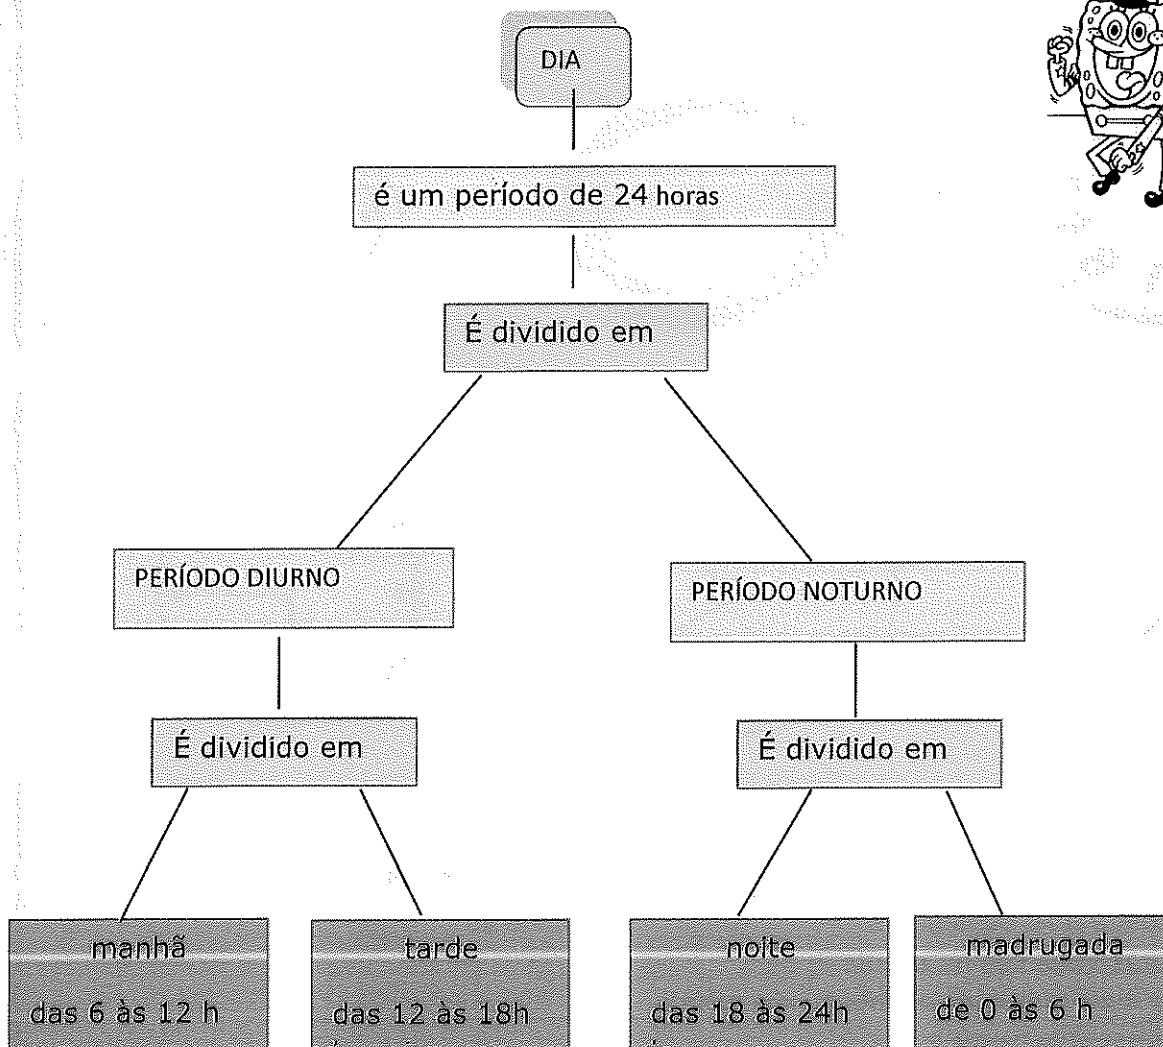 DIA
é um período de 24 horas
É dividido em
PERÍODO DIURNO
PERÍODO NOTURNO
É dividido em
É dividido em
manhã
das 6 às 12 h
tarde
das 12 às 18h
noite
das 18 às 24h
madrugada
de 0 às 6 h